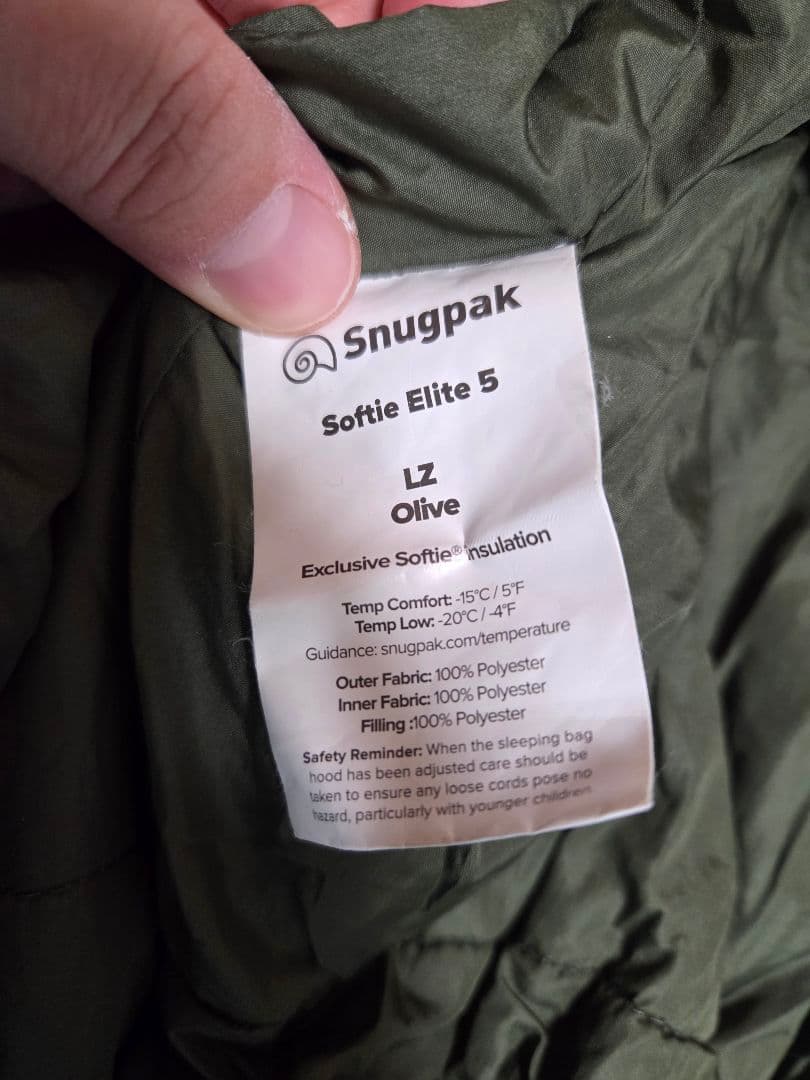 Snugpak
Softie Elite 5
LZ
Olive
Exclusive Softie® insulation
Temp Comfort: -15°C / 5°F
Temp Low: -20°C / -4°F
Guidance: snugpak.com/temperature
Outer Fabric: 100% Polyester
Inner Fabric: 100% Polyester
Filling :100% Polyester
Safety Reminder: When the sleeping bag
hood has been adjusted care should be
taken to ensure any loose cords pose no
hazard, particularly with younger children.